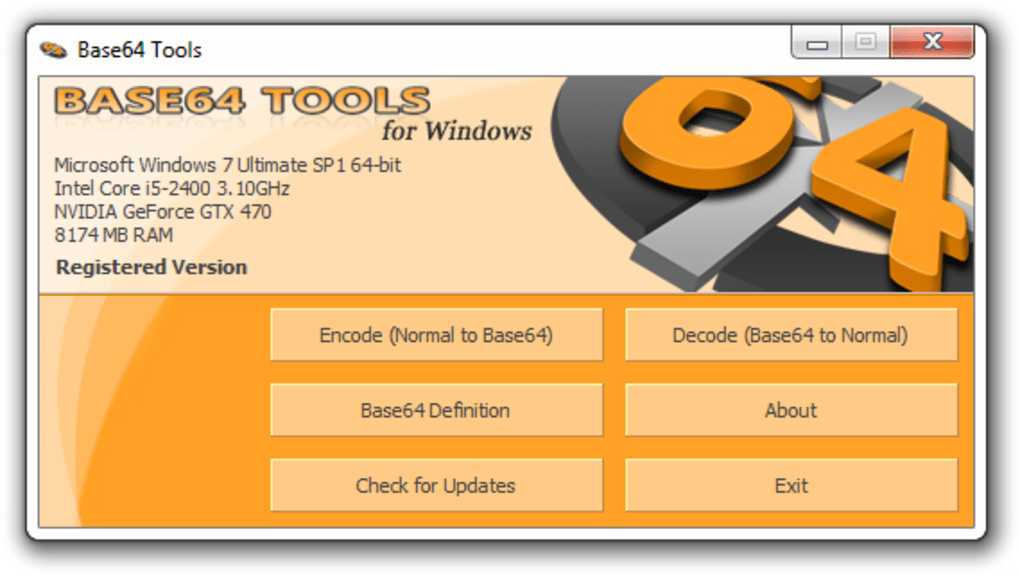 Base64 Tools
BASE64 TOOLS
for Windows
64
Microsoft Windows 7 Ultimate SP1 64-bit
Intel Core i5-2400 3.10GHz
NVIDIA GeForce GTX 470
8174 MB RAM
Registered Version
Encode (Normal to Base64)
Decode (Base64 to Normal)
Base64 Definition
About
Check for Updates
Exit